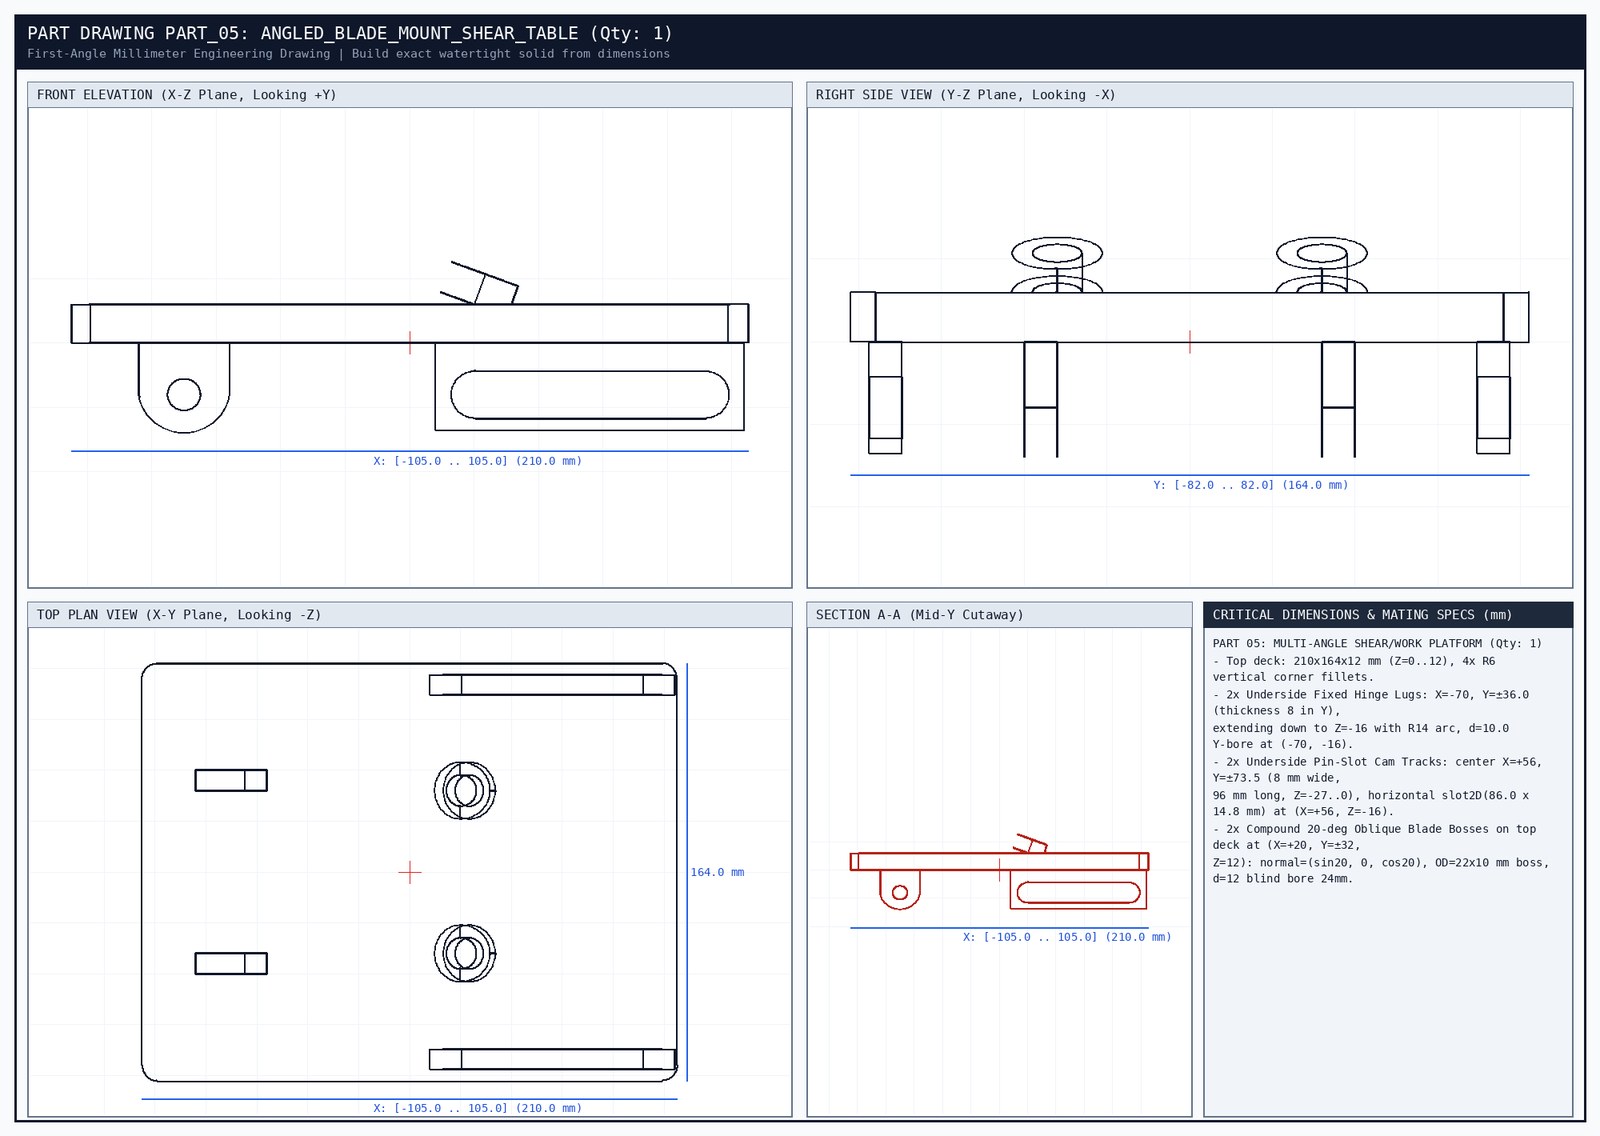 PART DRAWING PART_05: ANGLED_BLADE_MOUNT_SHEAR_TABLE (Qty: 1)
First-Angle Millimeter Engineering Drawing | Build exact watertight solid from dimensions
FRONT ELEVATION (X-Z Plane, Looking +Y)
X: [-105.0 .. 105.0] (210.0 mm)
RIGHT SIDE VIEW (Y-Z Plane, Looking -X)
Y: [-82.0 .. 82.0] (164.0 mm)
TOP PLAN VIEW (X-Y Plane, Looking -Z)
164.0 mm
X: [-105.0 .. 105.0] (210.0 mm)
SECTION A-A (Mid-Y Cutaway)
X: [-105.0 .. 105.0] (210.0 mm)
CRITICAL DIMENSIONS & MATING SPECS (mm)
PART 05: MULTI-ANGLE SHEAR/WORK PLATFORM (Qty: 1)
- Top deck: 210x164x12 mm (Z=0..12), 4x R6
vertical corner fillets.
- 2x Underside Fixed Hinge Lugs: X=-70, Y=±36.0
(thickness 8 in Y),
extending down to Z=-16 with R14 arc, d=10.0
Y-bore at (-70, -16).
- 2x Underside Pin-Slot Cam Tracks: center X=+56,
Y=±73.5 (8 mm wide,
96 mm long, Z=-27..0), horizontal slot2D(86.0 x
14.8 mm) at (X=+56, Z=-16).
- 2x Compound 20-deg Oblique Blade Bosses on top
deck at (X=+20, Y=±32,
Z=12): normal=(sin20, 0, cos20), OD=22x10 mm boss,
d=12 blind bore 24mm.